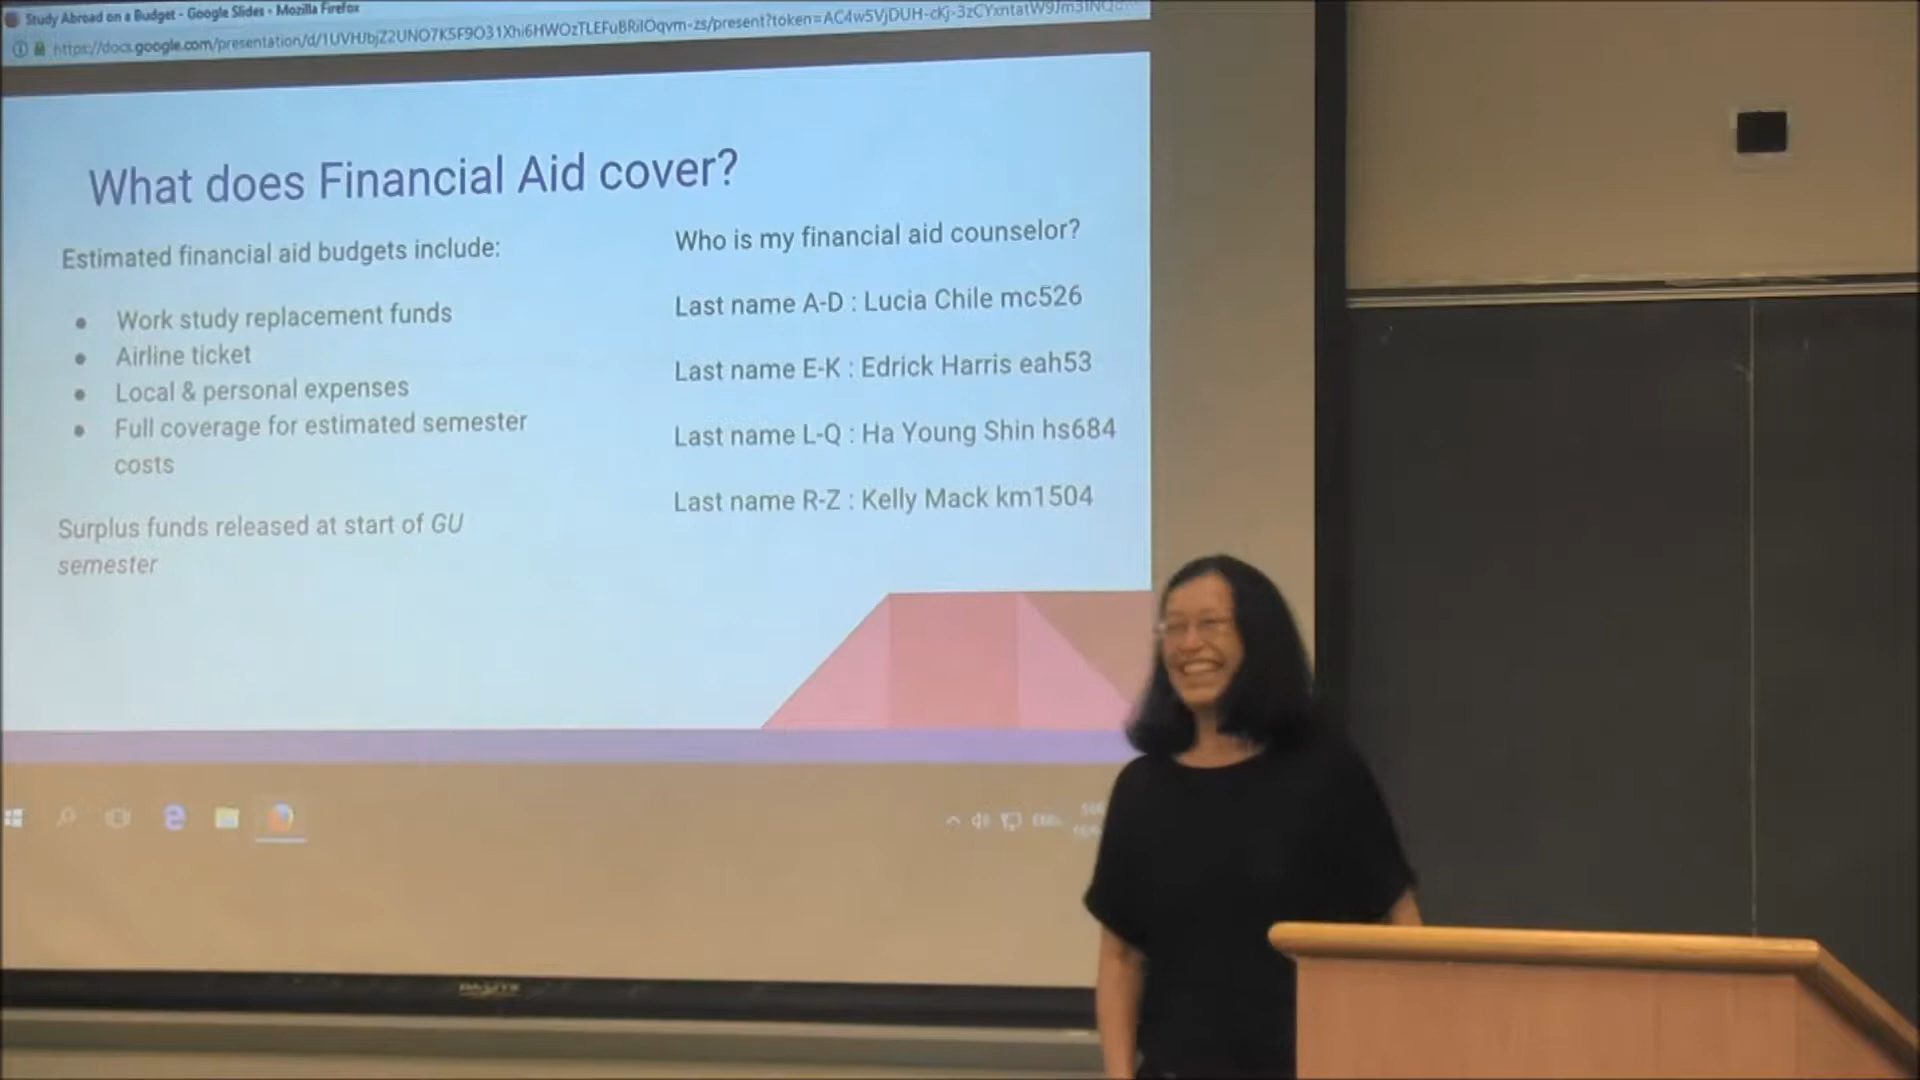 Study Abroad on a Budget - Google Slides - Mozilla Firefox
What does Financial Aid cover?
Estimated financial aid budgets include:
● Work study replacement funds
● Airline ticket
● Local & personal expenses
● Full coverage for estimated semester
costs
Surplus funds released at start of GU
semester
Who is my financial aid counselor?
Last name A-D : Lucia Chile mc526
Last name E-K : Edrick Harris eah53
Last name L-Q : Ha Young Shin hs684
Last name R-Z : Kelly Mack km1504